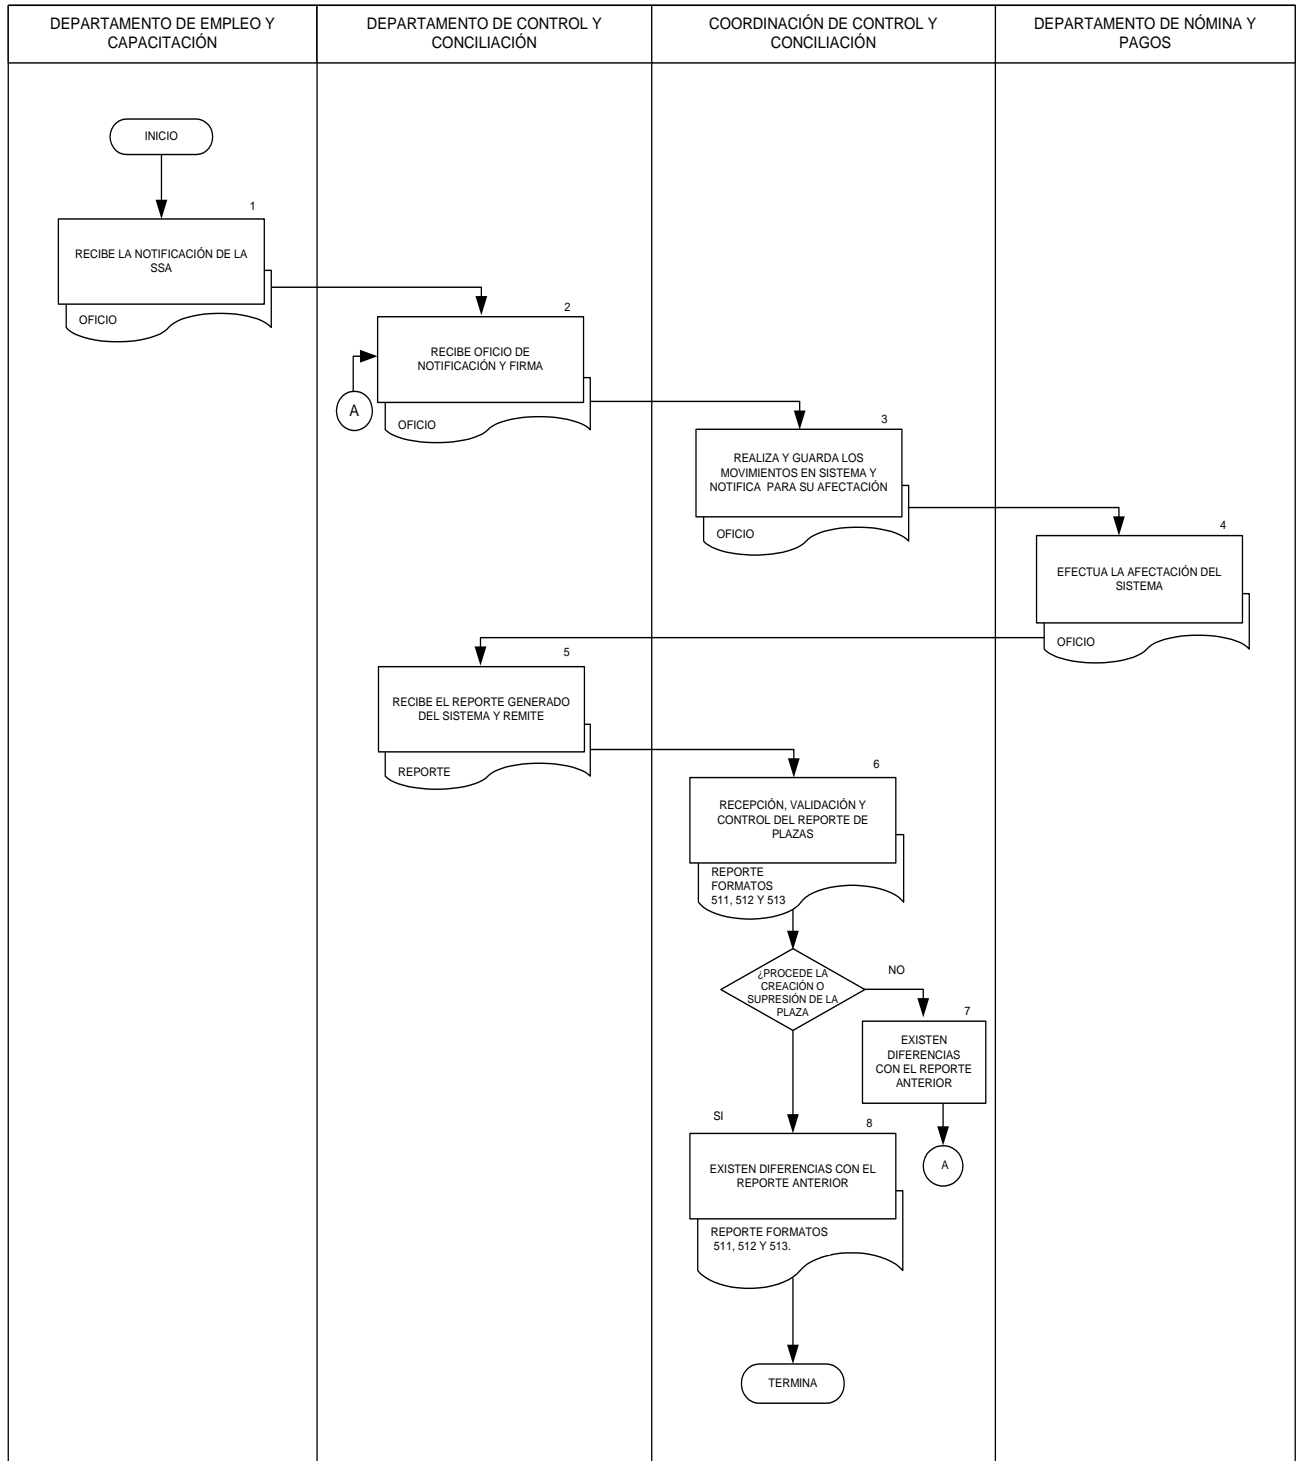 DEPARTAMENTO DE EMPLEO Y
CAPACITACIÓN
DEPARTAMENTO DE CONTROL Y
CONCILIACIÓN
COORDINACIÓN DE CONTROL Y
CONCILIACIÓN
DEPARTAMENTO DE NÓMINA Y
PAGOS
INICIO
1
RECIBE LA NOTIFICACIÓN DE LA
SSA
OFICIO
2
RECIBE OFICIO DE
NOTIFICACIÓN Y FIRMA
A
OFICIO
3
REALIZA Y GUARDA LOS
MOVIMIENTOS EN SISTEMA Y
NOTIFICA PARA SU AFECTACIÓN
OFICIO
4
EFECTUA LA AFECTACIÓN DEL
SISTEMA
OFICIO
5
RECIBE EL REPORTE GENERADO
DEL SISTEMA Y REMITE
REPORTE
6
RECEPCIÓN, VALIDACIÓN Y
CONTROL DEL REPORTE DE
PLAZAS
REPORTE
FORMATOS
511, 512 Y 513
¿PROCEDE LA
CREACIÓN O
SUPRESIÓN DE LA
PLAZA
NO
7
EXISTEN
DIFERENCIAS
CON EL REPORTE
ANTERIOR
A
SI
8
EXISTEN DIFERENCIAS CON EL
REPORTE ANTERIOR
REPORTE FORMATOS
511, 512 Y 513.
TERMINA